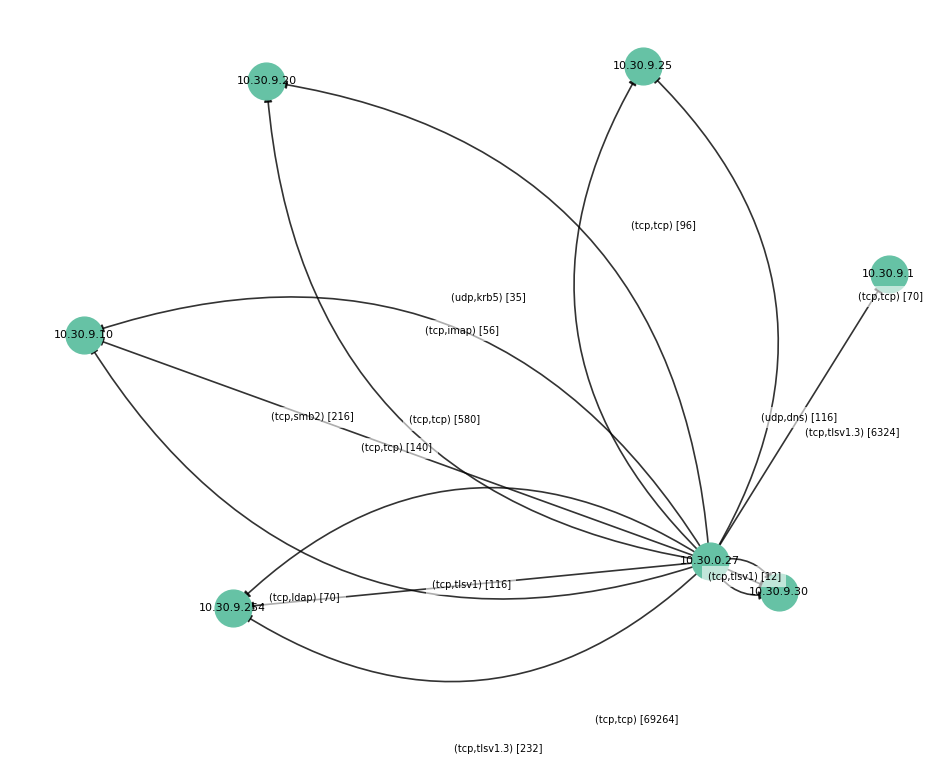 10.30.9.25
10.30.9.20
(tcp,tcp) [96]
10.30.9.1
(tcp,tcp) [70]
(udp,krb5) [35]
(tcp,imap) [56]
10.30.9.10
(tcp,smb2) [216]
(tcp,tcp) [580]
(udp,dns) [116]
(tcp,tlsv1.3) [6324]
(tcp,tcp) [140]
10.30.0.27
(tcp,tlsv1) [12]
(tcp,tlsv1) [116]
10.30.9.30
(tcp,ldap) [70]
10.30.9.254
(tcp,tcp) [69264]
(tcp,tlsv1.3) [232]